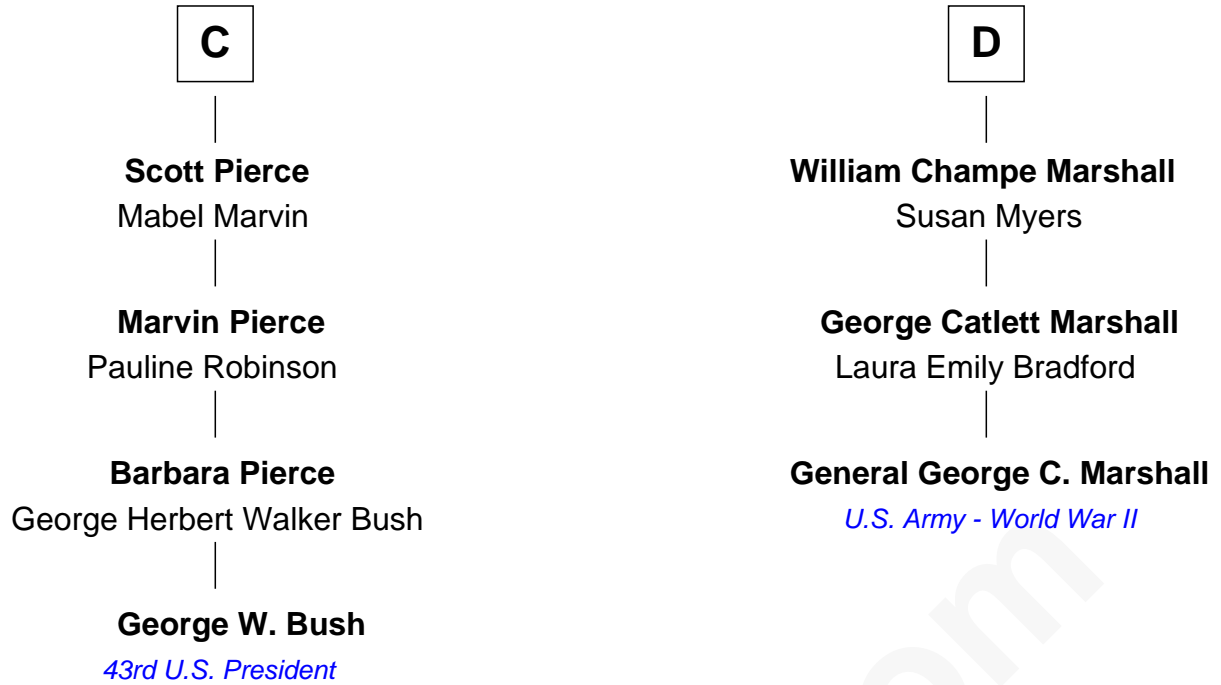 C
Scott Pierce
Mabel Marvin
Marvin Pierce
Pauline Robinson
Barbara Pierce
George Herbert Walker Bush
George W. Bush
43rd U.S. President
D
William Champe Marshall
Susan Myers
George Catlett Marshall
Laura Emily Bradford
General George C. Marshall
U.S. Army - World War II
om